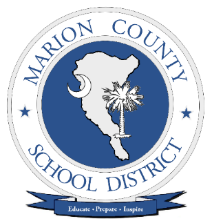 MARION COUNTY
SCHOOL DISTRICT
Educate • Prepare • Inspire